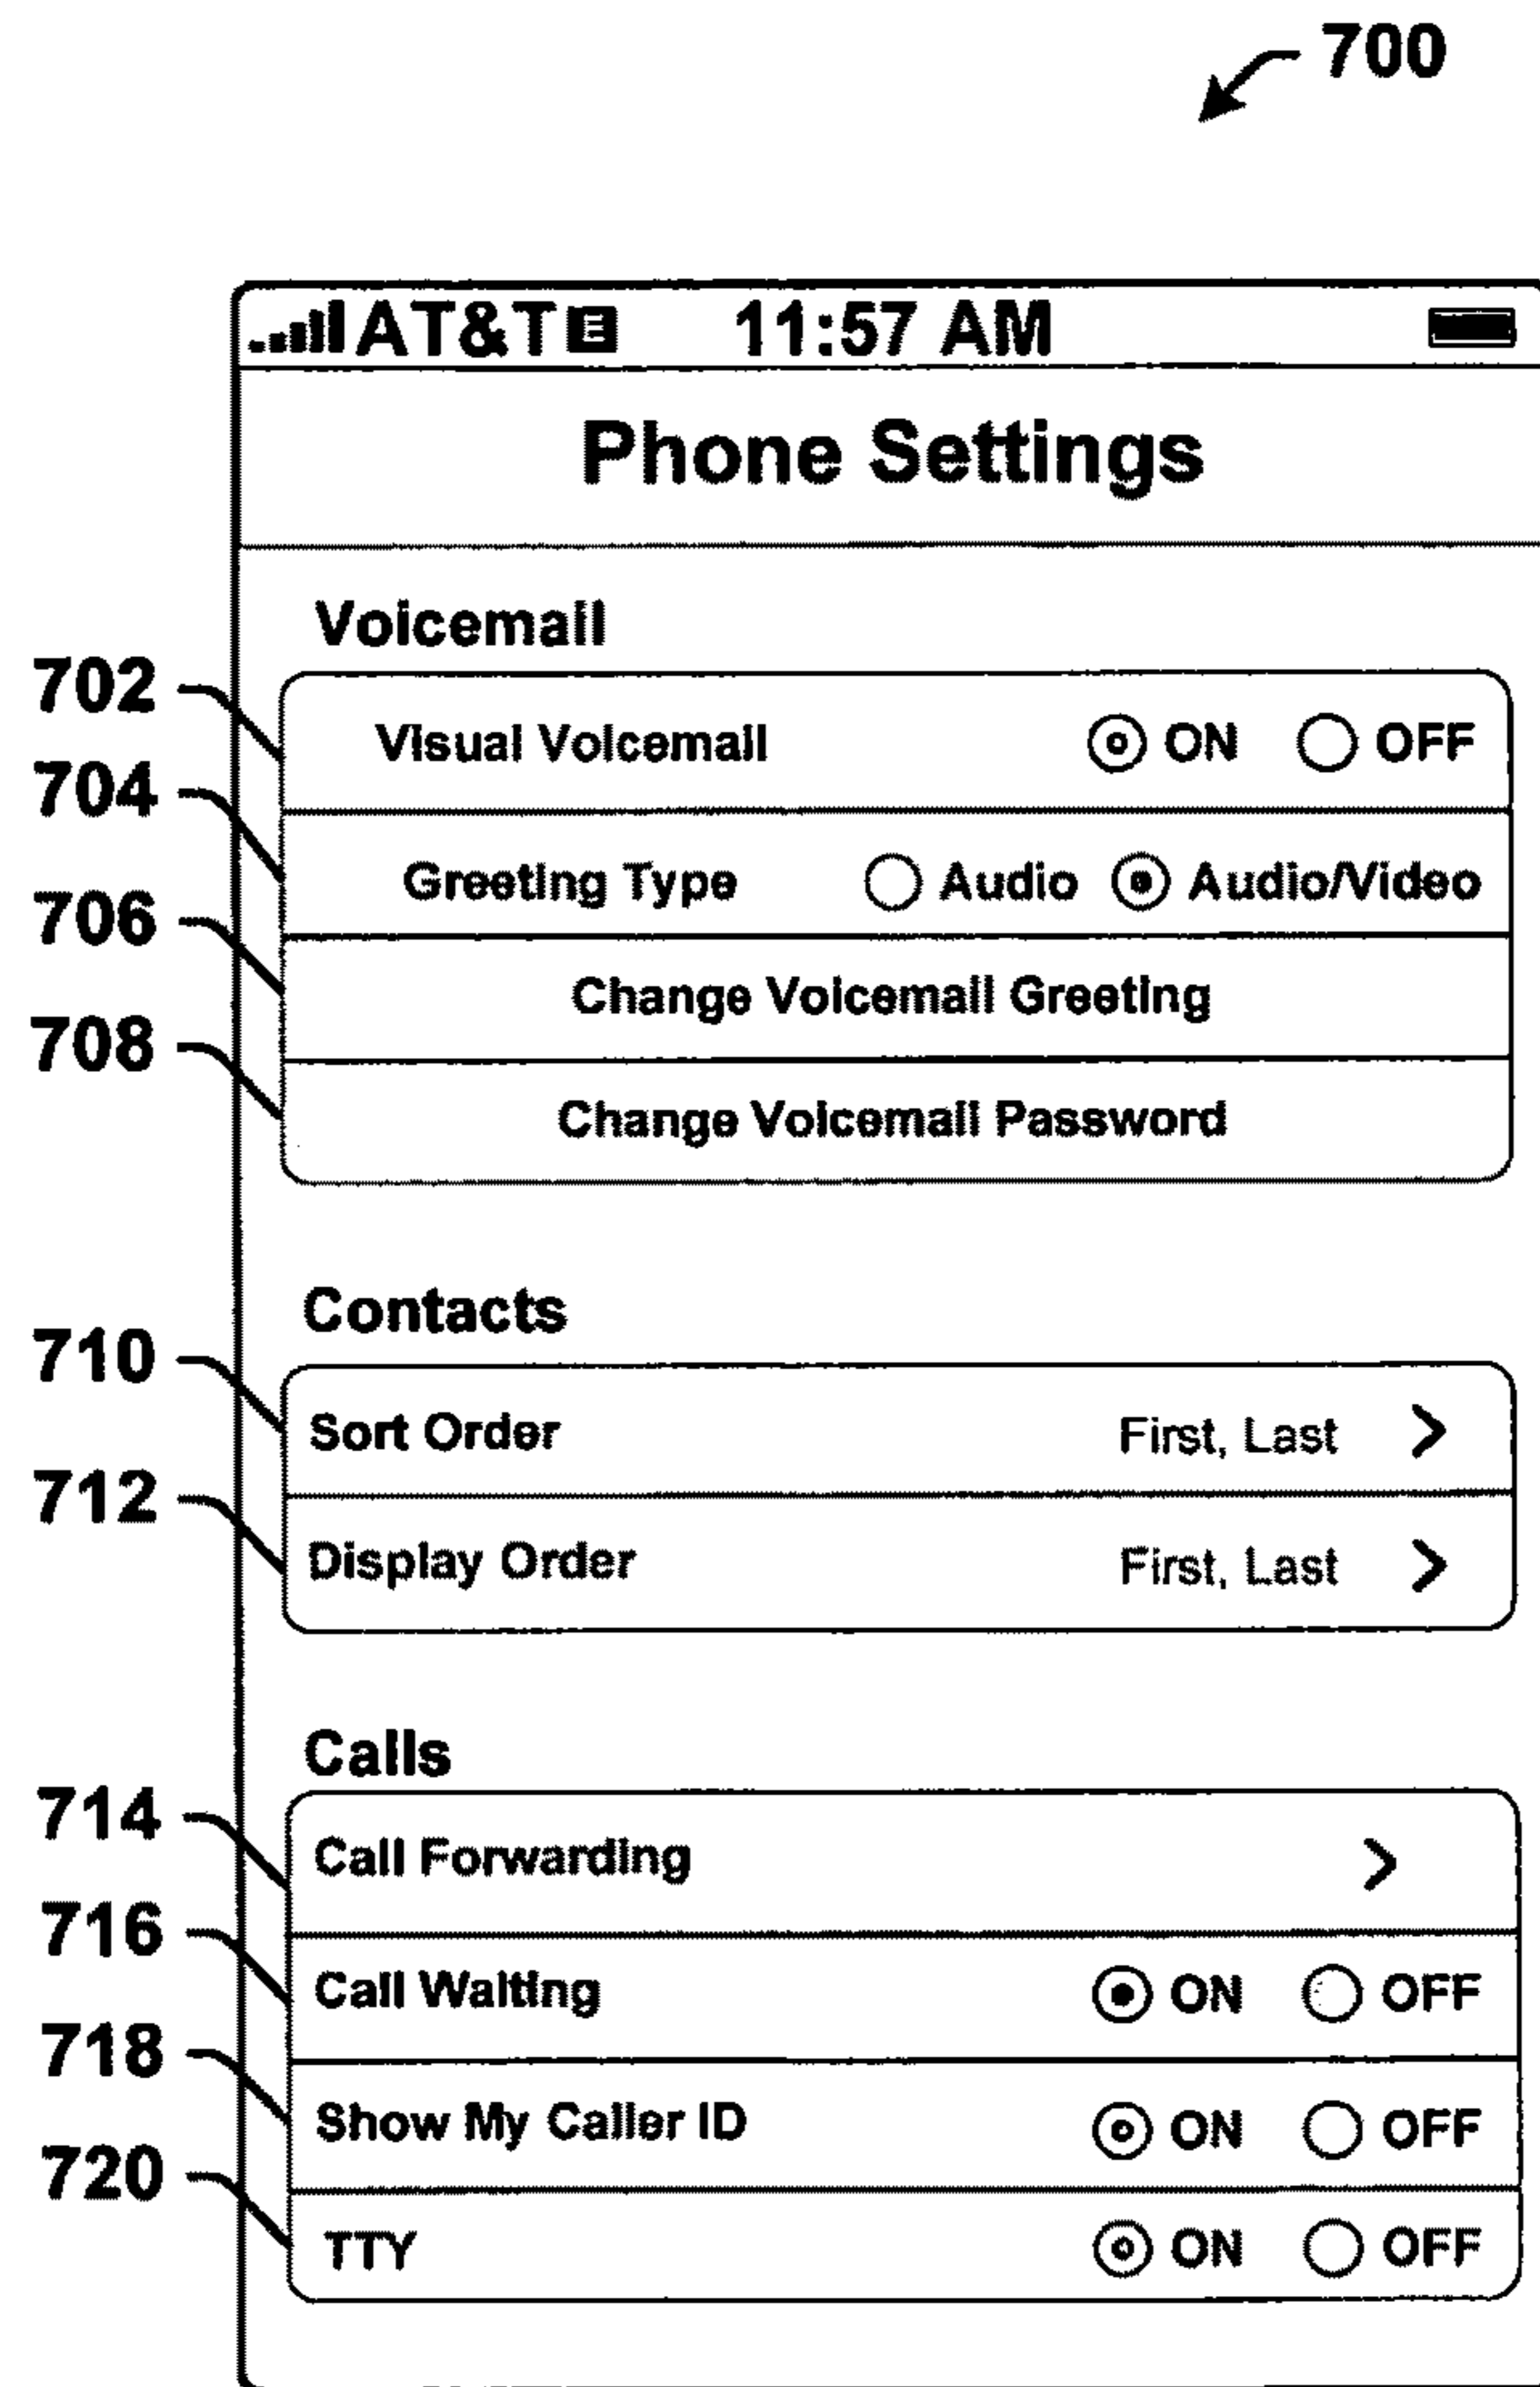 700
AT&T E 11:57 AM
Phone Settings
Voicemail
702 Visual Voicemail ON OFF
704 Greeting Type Audio Audio/Video
706 Change Voicemail Greeting
708 Change Voicemail Password
Contacts
710 Sort Order First, Last >
712 Display Order First, Last >
Calls
714 Call Forwarding >
716 Call Waiting ON OFF
718 Show My Caller ID ON OFF
720 TTY ON OFF